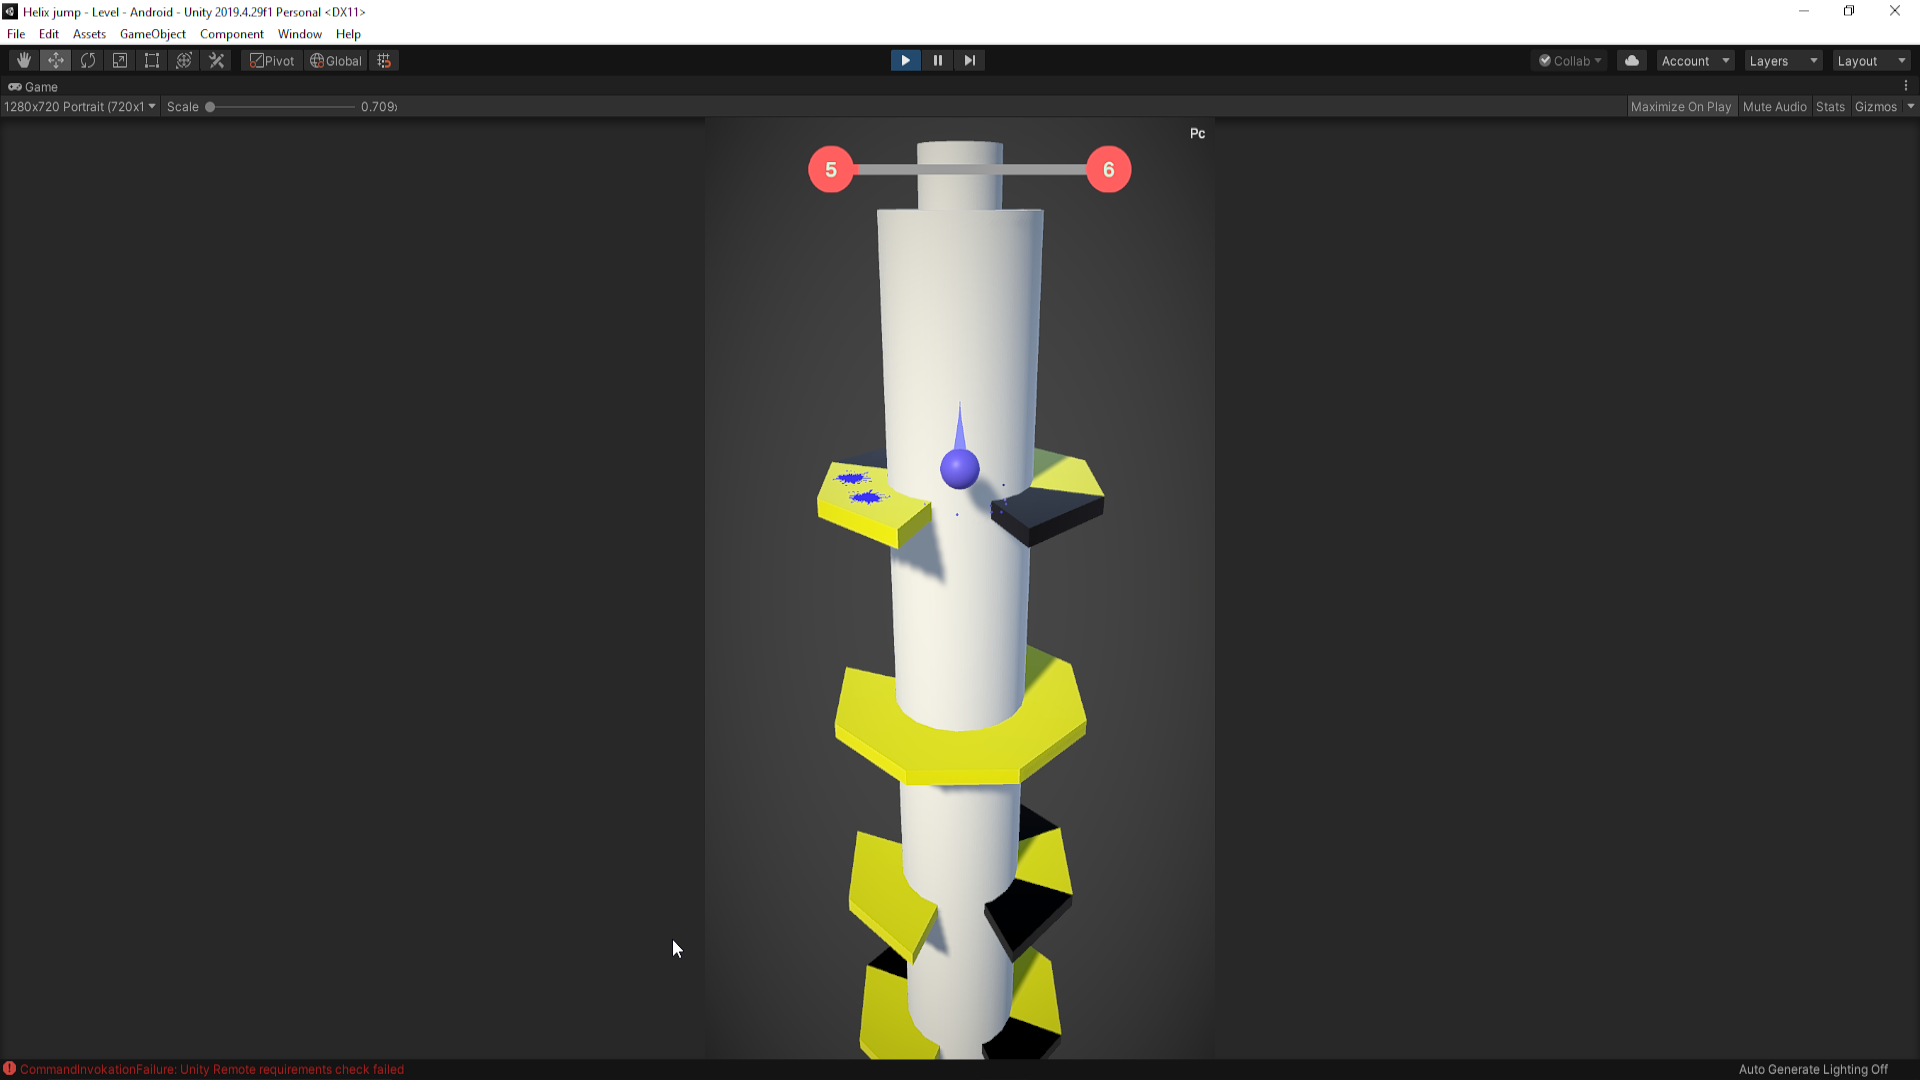 Helix jump - Level - Android - Unity 2019.4.29f1 Personal <DX11>
File Edit Assets GameObject Component Window Help
Pivot Global Collab Account Layers Layout
Game
1280x720 Portrait (720x1 Scale 0.709x Maximize On Play Mute Audio Stats Gizmos
Pc
5 6
CommandInvokationFailure: Unity Remote requirements check failed Auto Generate Lighting Off